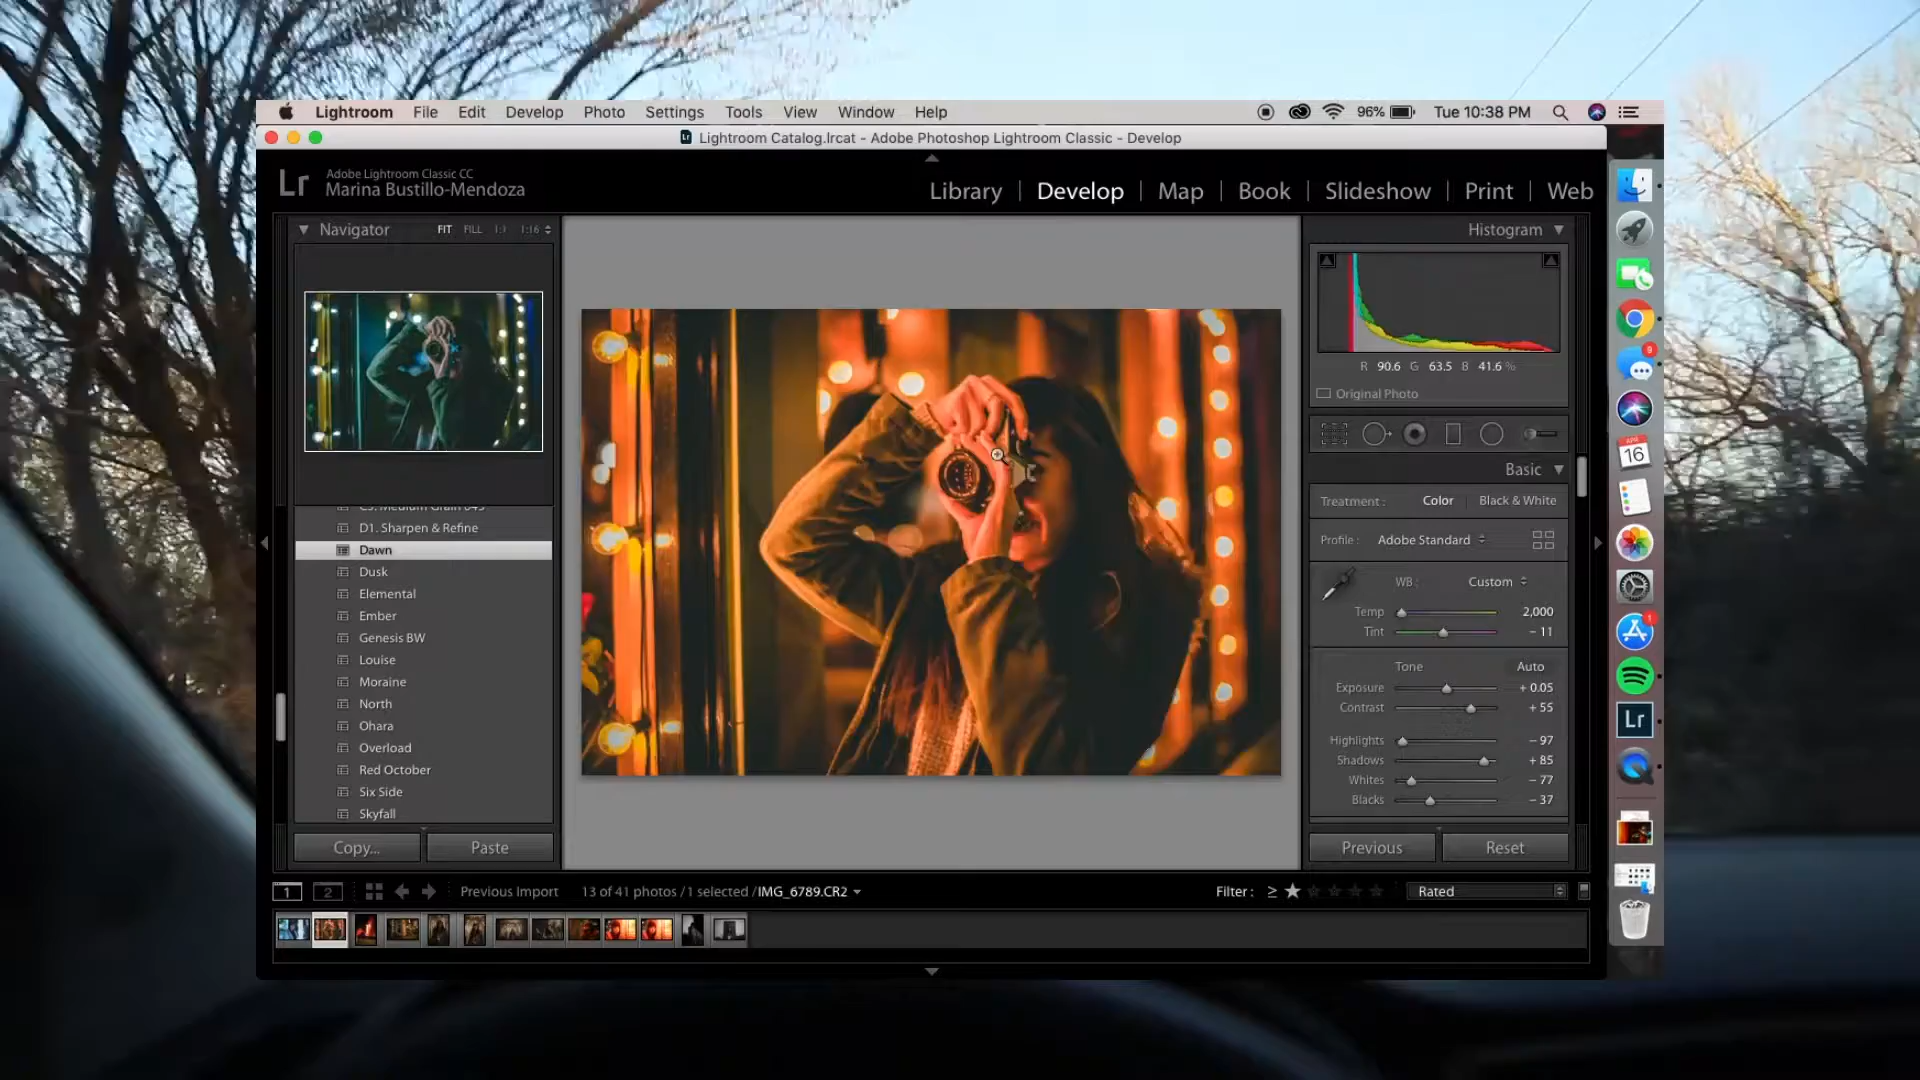 Lightroom File Edit Develop Photo Settings Tools View Window Help 96% Tue 10:38 PM
Lightroom Catalog.lrcat - Adobe Photoshop Lightroom Classic - Develop
Lr Adobe Lightroom Classic CC
Marina Bustillo-Mendoza
Library | Develop | Map | Book | Slideshow | Print | Web
Navigator FIT FILL 1:1 1:16
D1. Sharpen & Refine
Dawn
Dusk
Elemental
Ember
Genesis BW
Louise
Moraine
North
Ohara
Overload
Red October
Six Side
Skyfall
Copy... Paste
Histogram
R 90.6 G 63.5 B 41.6 %
Original Photo
Basic
Treatment : Color Black & White
Profile : Adobe Standard
WB : Custom
Temp 2,000
Tint - 11
Tone Auto
Exposure + 0.05
Contrast + 55
Highlights - 97
Shadows + 85
Whites - 77
Blacks - 37
Previous Reset
1 2 Previous Import 13 of 41 photos / 1 selected / IMG_6789.CR2 Filter : ≥ Rated
9
APR
16
1
Lr